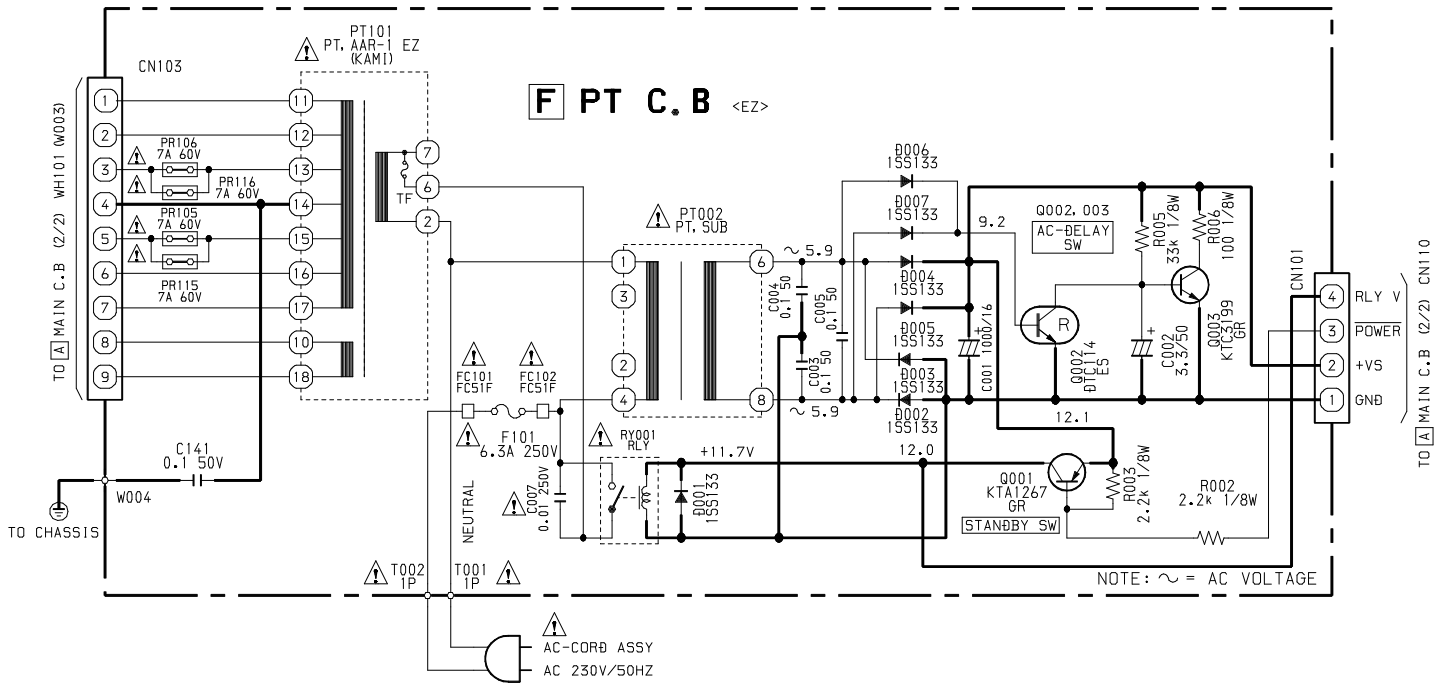 CN103
PT101
PT, AAR-1 EZ
(KAMI)
F PT C.B <EZ>
TO A MAIN C.B (2/2) WH101 (W003)
1
2
3
4
5
6
7
8
9
PR106
7A 60V
PR116
7A 60V
PR105
7A 60V
PR115
7A 60V
11
12
13
14
15
16
17
10
18
7
6
2
TF
C141
0.1 50V
W004
TO CHASSIS
FC101
FC51F
FC102
FC51F
F101
6.3A 250V
NEUTRAL
C007
0.01 250V
RY001
RLY
T002
1P
T001
1P
AC-CORD ASSY
AC 230V/50HZ
PT002
PT, SUB
1
3
2
4
6
8
~ 5.9
~ 5.9
C004
0.1 50
C005
0.1 50
C003
0.1 50
D006
1SS133
D007
1SS133
D004
1SS133
D005
1SS133
D003
1SS133
D002
1SS133
9.2
C001 1000/16
+
Q002,003
AC-DELAY
SW
R
Q002
DTC114
ES
R005
33k 1/8W
R006
100 1/8W
+
C002
3.3/50
Q003
KTC3199
GR
CN101
4 RLY V
3 POWER
2 +VS
1 GND
TO A MAIN C.B (2/2) CN110
+11.7V
12.0
12.1
D001
1SS133
Q001
KTA1267
GR
STANDBY SW
R003
2.2k 1/8W
R002
2.2k 1/8W
NOTE: ~ = AC VOLTAGE